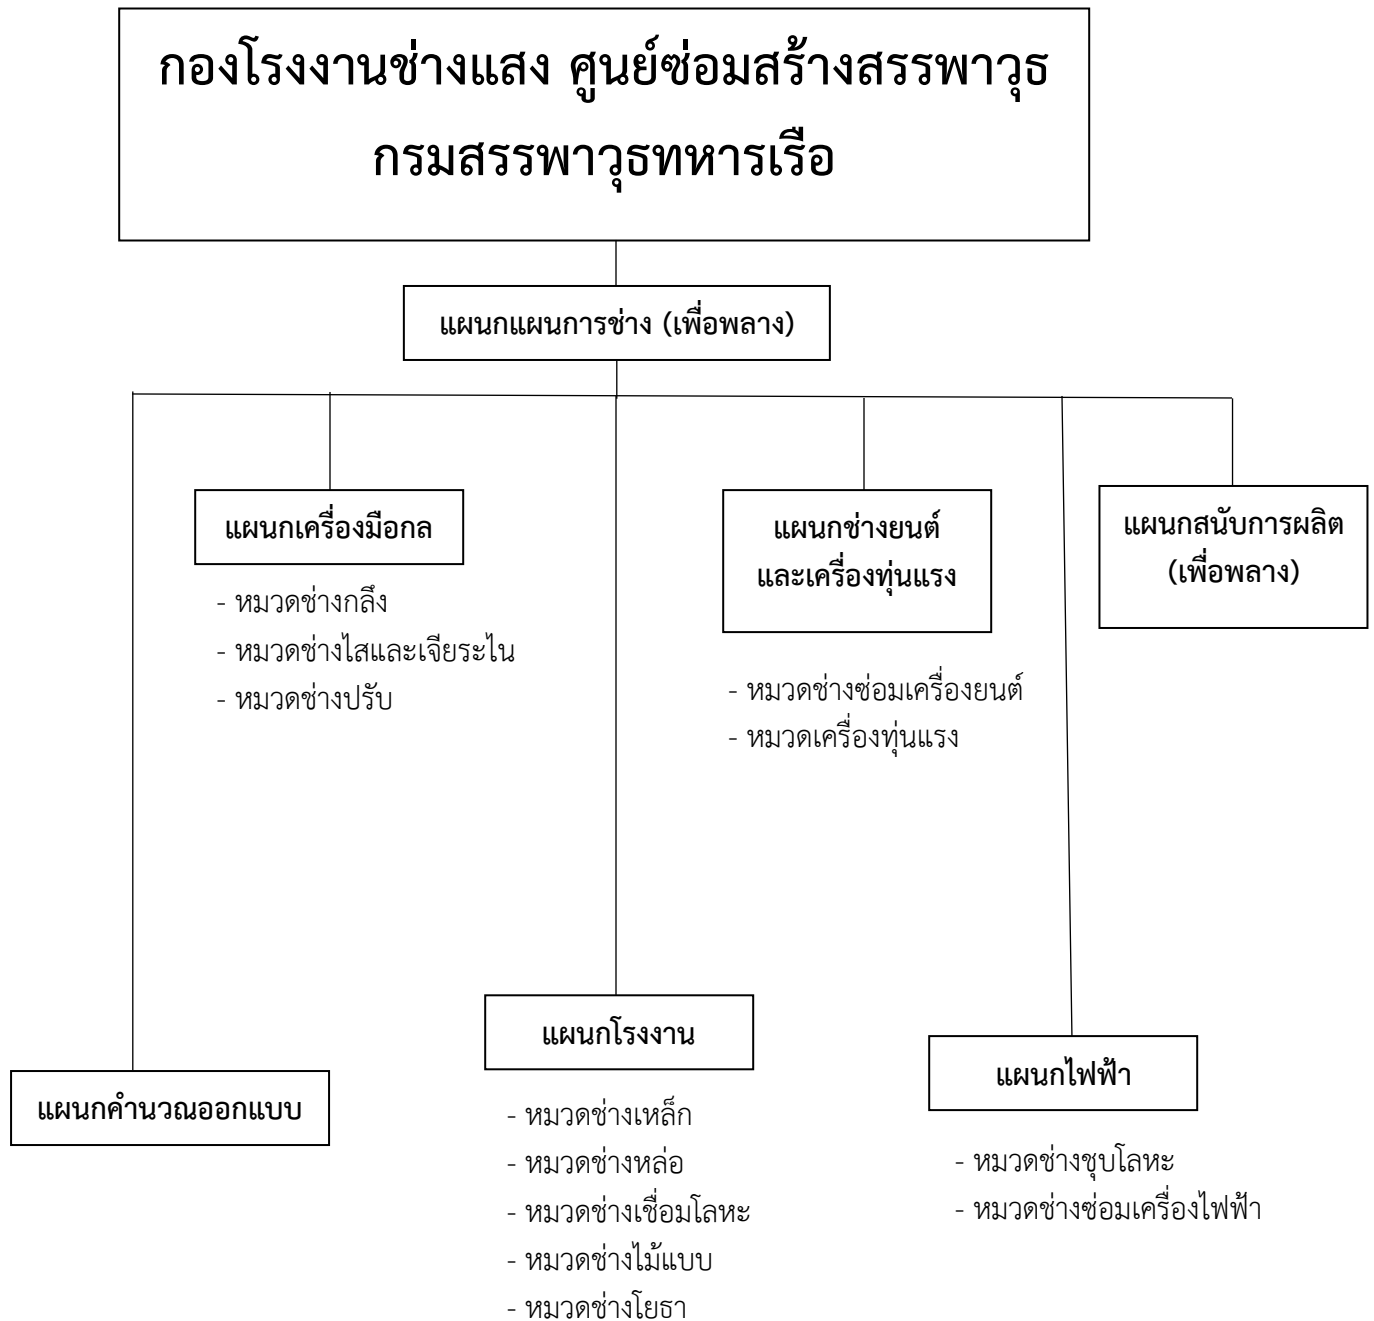 กองโรงงานช่างแสง ศูนย์ซ่อมสร้างสรรพาวุธ
กรมสรรพาวุธทหารเรือ
แผนกแผนการช่าง (เพื่อพลาง)
แผนกเครื่องมือกล
- หมวดช่างกลึง
- หมวดช่างไสและเจียระไน
- หมวดช่างปรับ
แผนกช่างยนต์
และเครื่องทุ่นแรง
- หมวดช่างซ่อมเครื่องยนต์
- หมวดเครื่องทุ่นแรง
แผนกสนับการผลิต
(เพื่อพลาง)
แผนกคำนวณออกแบบ
แผนกโรงงาน
- หมวดช่างเหล็ก
- หมวดช่างหล่อ
- หมวดช่างเชื่อมโลหะ
- หมวดช่างไม้แบบ
- หมวดช่างโยธา
แผนกไฟฟ้า
- หมวดช่างชุบโลหะ
- หมวดช่างซ่อมเครื่องไฟฟ้า